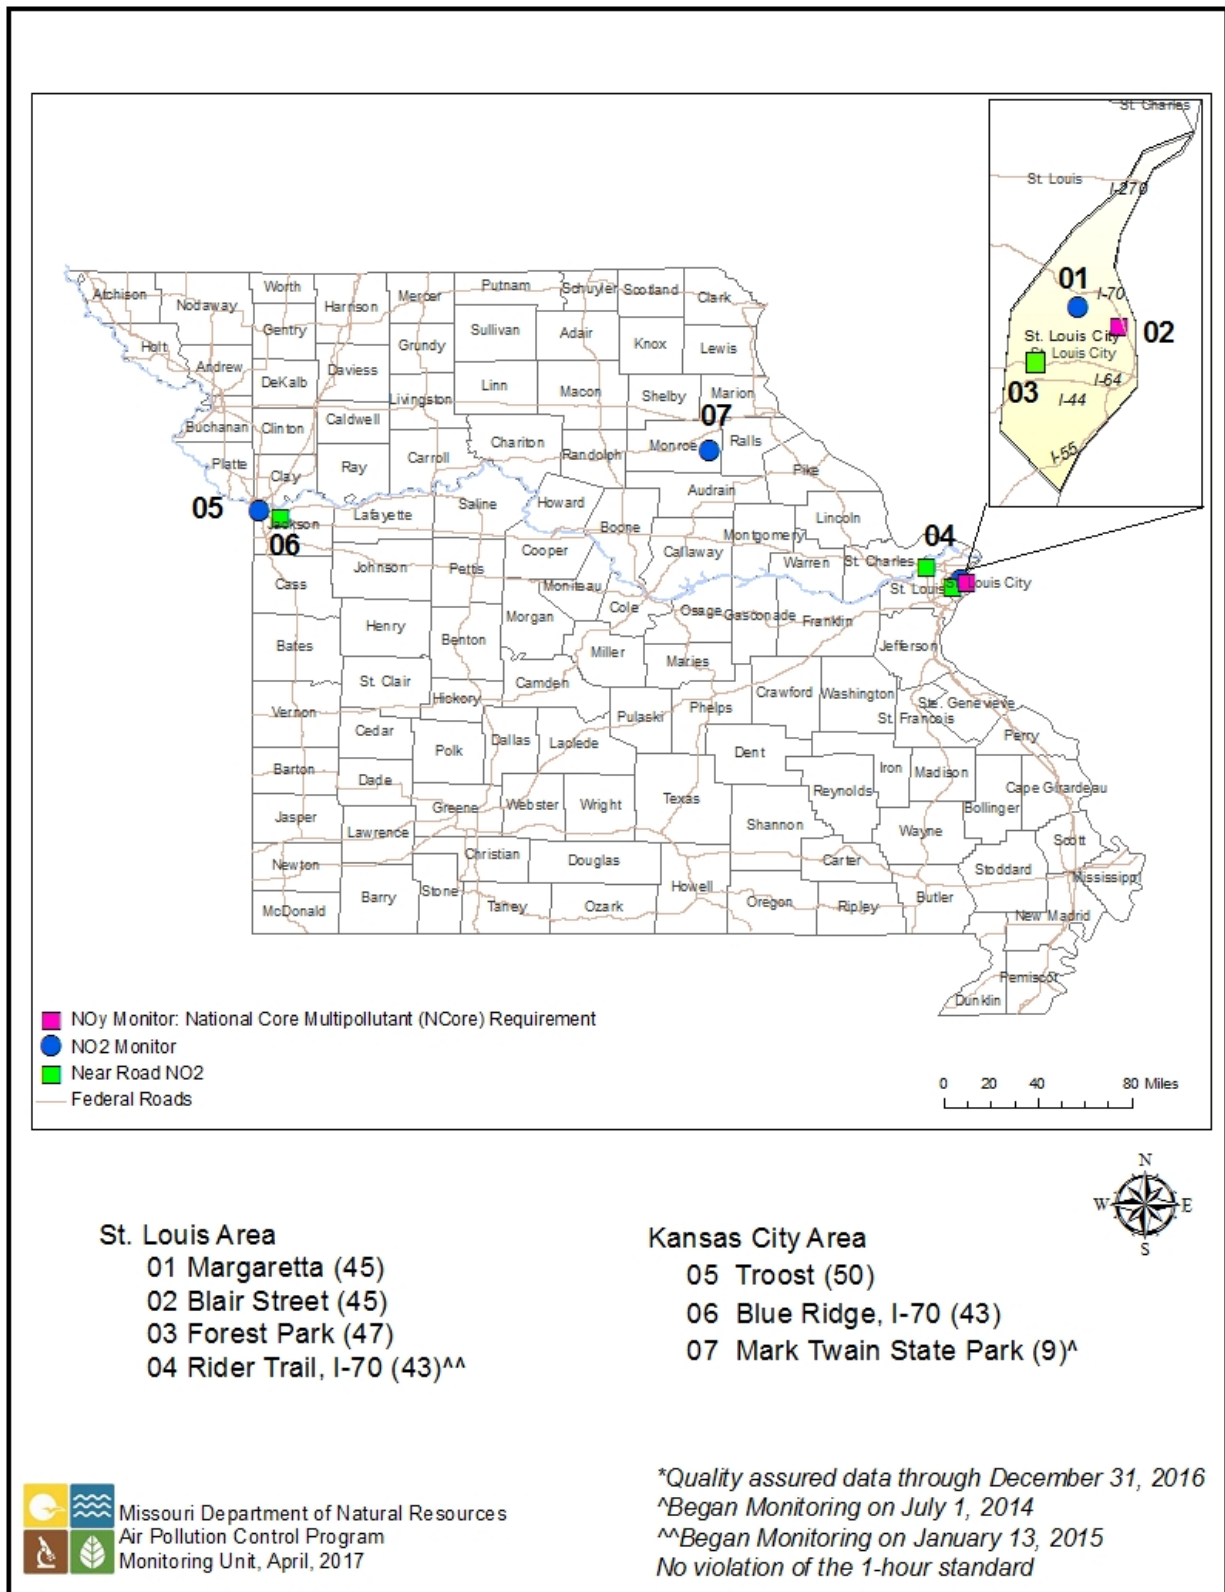 St. Charles
St. Louis
I-270
01
I-70
02
St. Louis City
St. Louis City
I-64
03
I-44
I-55
Atchison
Nodaway
Worth
Harrison
Mercer
Putnam
Schuyler
Scotland
Clark
Gentry
Sullivan
Adair
Knox
Lewis
Holt
Andrew
DeKalb
Daviess
Grundy
Linn
Macon
Shelby
Marion
Livingston
07
Buchanan
Clinton
Caldwell
Chariton
Randolph
Monroe
Ralls
Platte
Clay
Ray
Carroll
Pike
05
Jackson
06
Lafayette
Saline
Howard
Audrain
Boone
Lincoln
Montgomery
04
Cooper
Callaway
Warren
St. Charles
Cass
Johnson
Pettis
Moniteau
St. Louis
St. Louis City
Cole
Osage
Gasconade
Franklin
Morgan
Henry
Benton
Bates
Miller
Maries
Jefferson
St. Clair
Camden
Hickory
Crawford
Washington
Ste. Genevieve
St. Francois
Vernon
Pulaski
Phelps
Perry
Cedar
Polk
Dallas
Laclede
Dent
Iron
Madison
Barton
Dade
Reynolds
Cape Girardeau
Bollinger
Jasper
Greene
Webster
Wright
Texas
Shannon
Wayne
Lawrence
Scott
Newton
Christian
Douglas
Carter
Stoddard
Mississippi
Barry
Stone
Howell
McDonald
Taney
Ozark
Oregon
Ripley
Butler
New Madrid
Pemiscot
Dunklin
NOy Monitor: National Core Multipollutant (NCore) Requirement
NO2 Monitor
Near Road NO2
Federal Roads
0 20 40 80 Miles
N
W E
S
St. Louis Area
01 Margaretta (45)
02 Blair Street (45)
03 Forest Park (47)
04 Rider Trail, I-70 (43)^^
Kansas City Area
05 Troost (50)
06 Blue Ridge, I-70 (43)
07 Mark Twain State Park (9)^
Missouri Department of Natural Resources
Air Pollution Control Program
Monitoring Unit, April, 2017
*Quality assured data through December 31, 2016
^Began Monitoring on July 1, 2014
^^Began Monitoring on January 13, 2015
No violation of the 1-hour standard